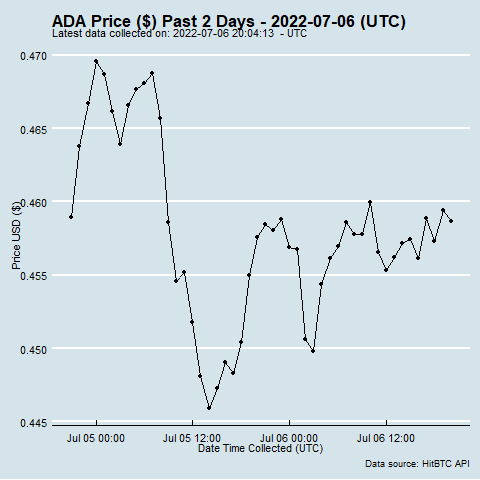 ADA Price ($) Past 2 Days - 2022-07-06 (UTC)
Latest data collected on: 2022-07-06 20:04:13  - UTC
0.470
0.465
0.460
0.455
0.450
0.445
Price USD ($)
Jul 05 00:00
Jul 05 12:00
Jul 06 00:00
Jul 06 12:00
Date Time Collected (UTC)
Data source: HitBTC API